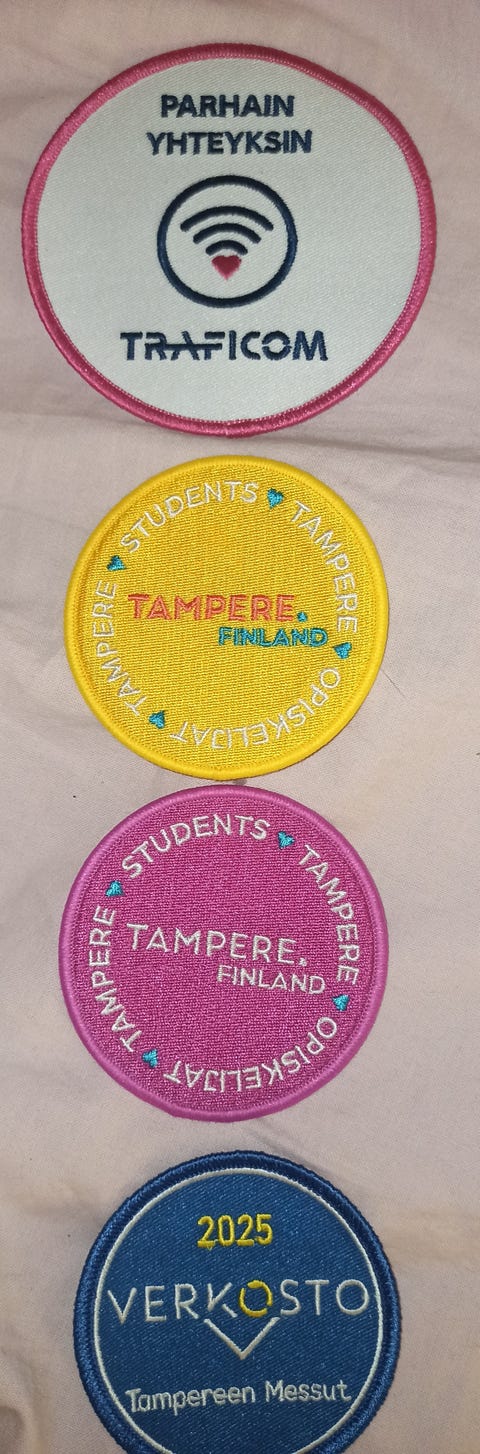 PARHAIN
YHTEYKSIN
TRAFICOM
STUDENTS ♥ TAMPERE ♥ OPISKELIJAT ♥ TAMPERE ♥
TAMPERE.
FINLAND
STUDENTS ♥ TAMPERE ♥ OPISKELIJAT ♥ TAMPERE ♥
TAMPERE.
FINLAND
2025
VERKOSTO
Tampereen Messut